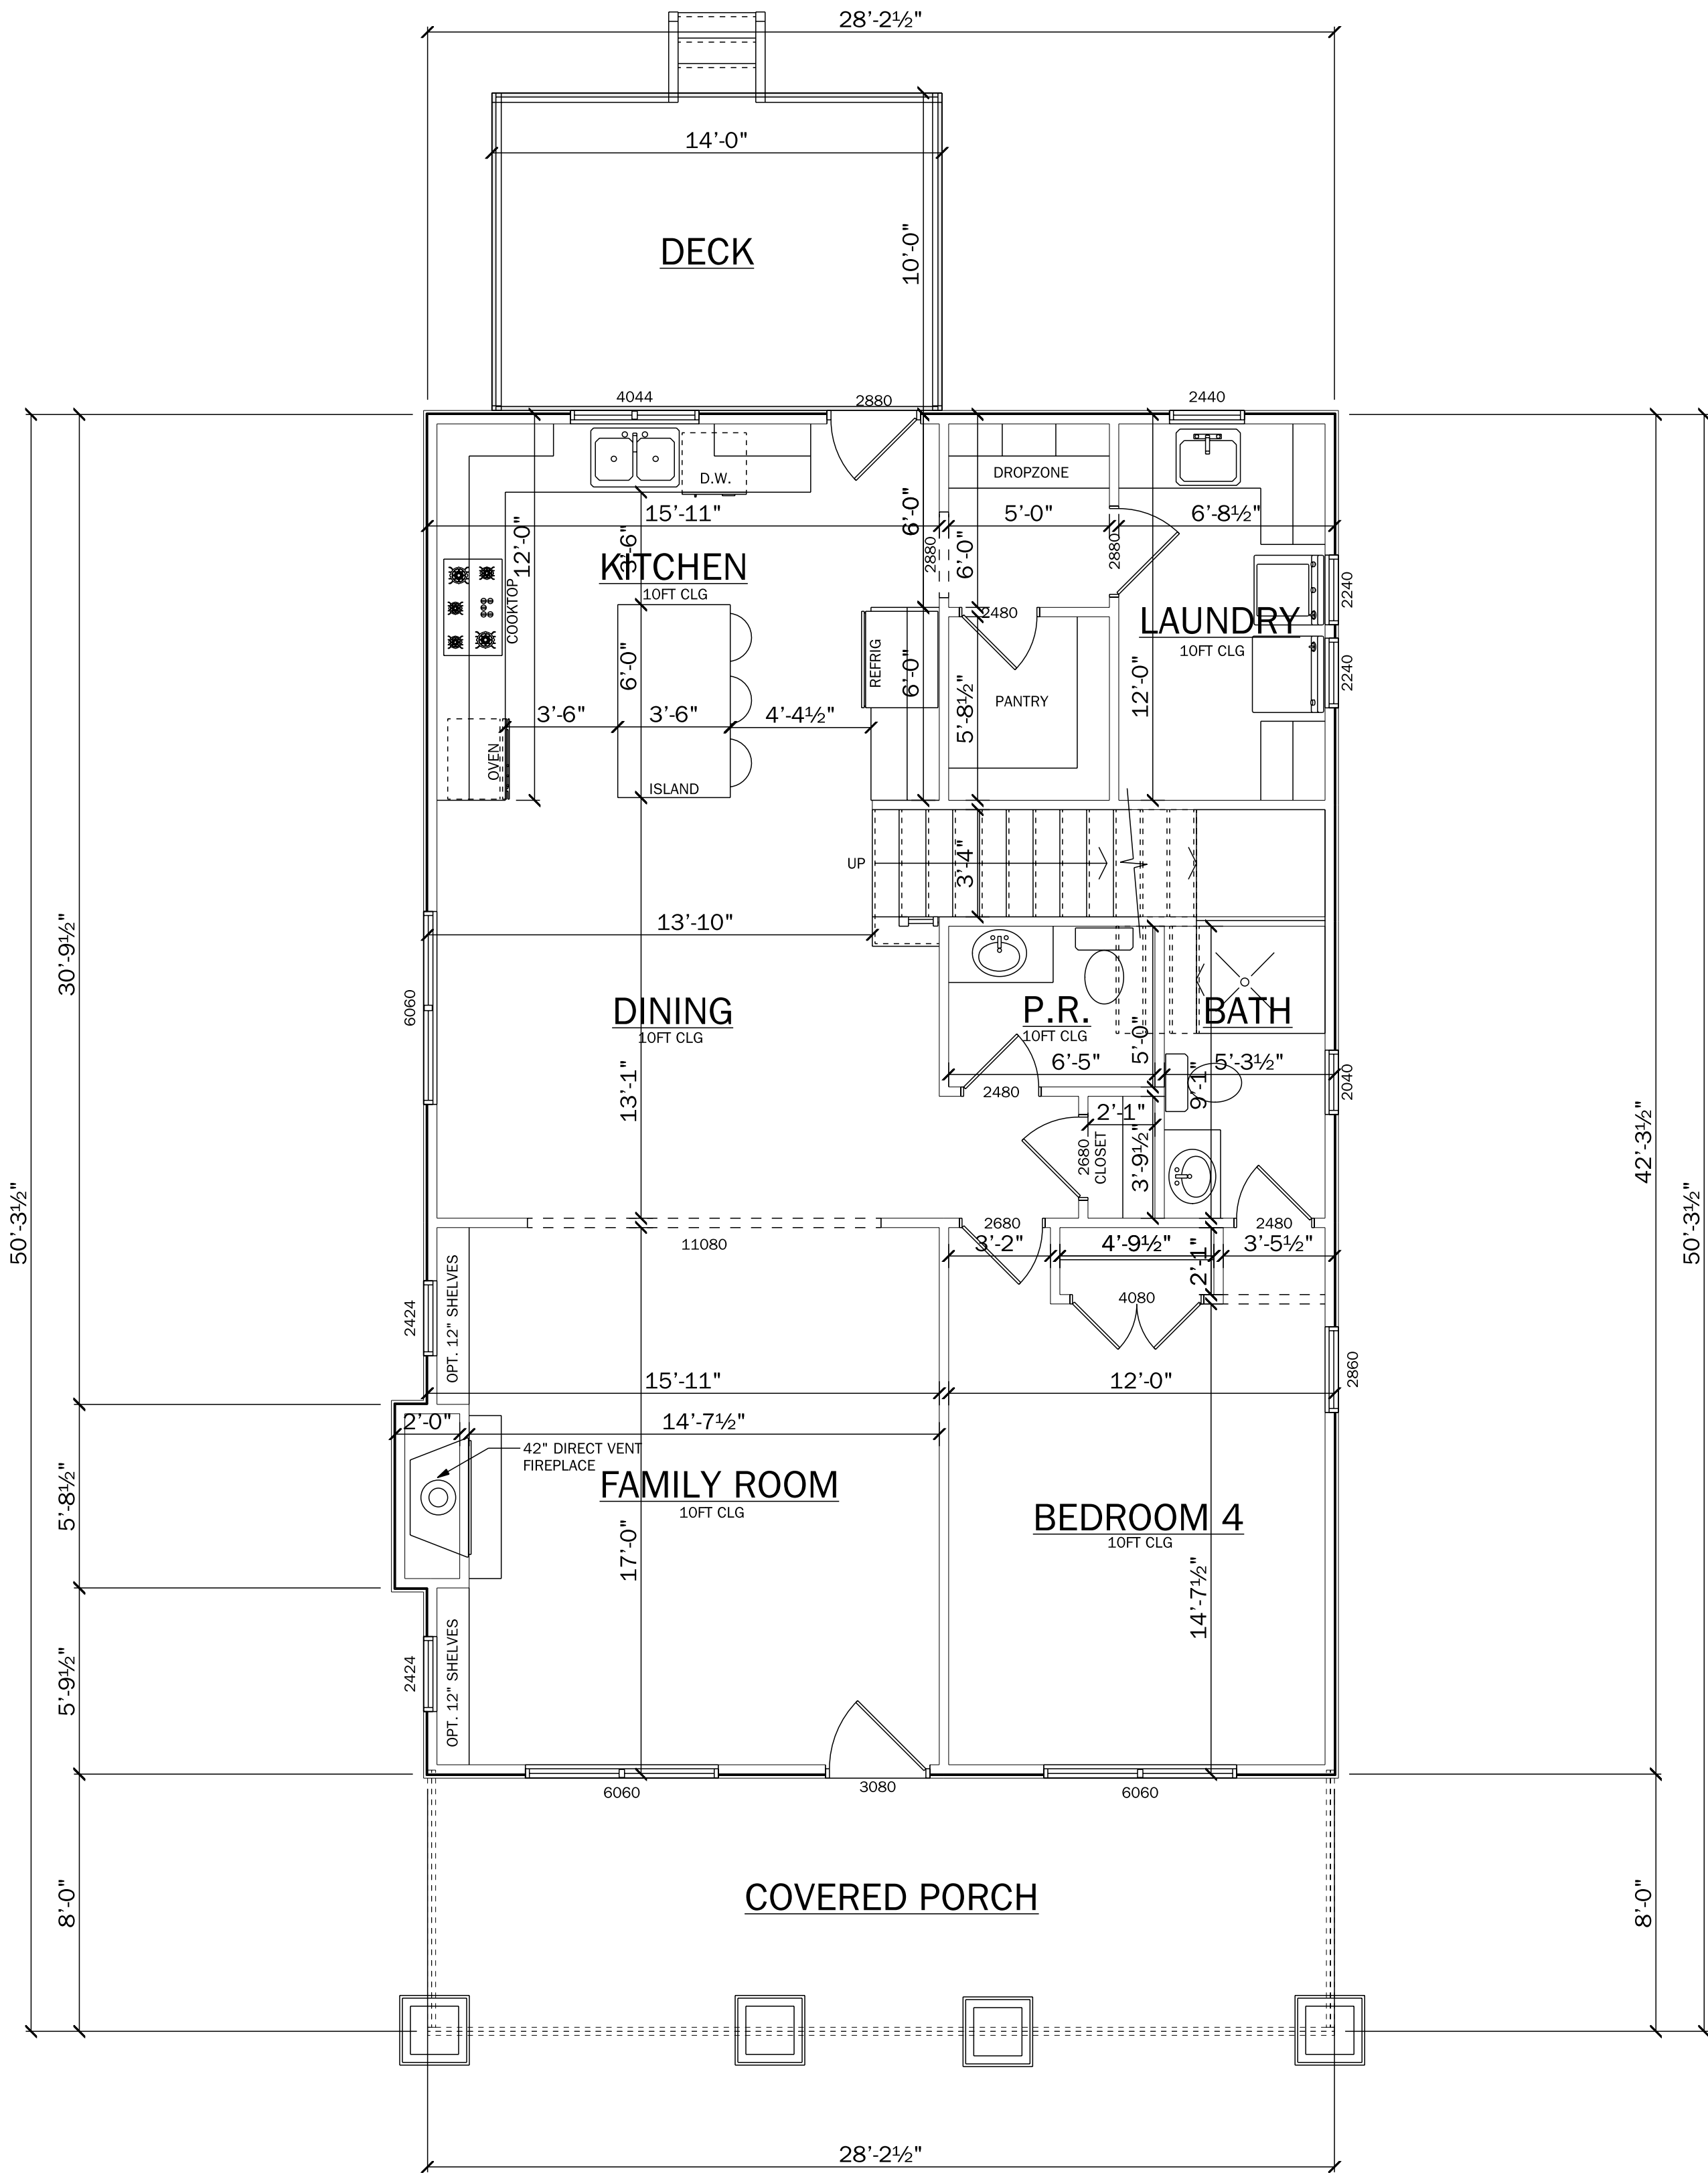 28'-2½"
14'-0"
DECK
10'-0"
4044
2880
2440
D.W.
DROPZONE
15'-11"
5'-0"
6'-8½"
12'-0"
3'-6"
6'-0"
2880
6'-0"
2880
KITCHEN
10FT CLG
COOKTOP
2240
2480
LAUNDRY
10FT CLG
REFRIG
6'-0"
6'-0"
2240
12'-0"
PANTRY
5'-8½"
3'-6"
3'-6"
4'-4½"
OVEN
ISLAND
UP
3'-4"
13'-10"
30'-9½"
6060
DINING
10FT CLG
P.R.
10FT CLG
BATH
5'-0"
6'-5"
5'-3½"
9'-1"
2040
13'-1"
2480
2'-1"
2680
CLOSET
3'-9½"
42'-3½"
50'-3½"
50'-3½"
2680
2480
11080
3'-2"
4'-9½"
3'-5½"
2'-1"
4080
2424
OPT. 12" SHELVES
2860
15'-11"
12'-0"
2'-0"
14'-7½"
42" DIRECT VENT
FIREPLACE
FAMILY ROOM
10FT CLG
BEDROOM 4
10FT CLG
5'-8½"
17'-0"
14'-7½"
5'-9½"
2424
OPT. 12" SHELVES
6060
3080
6060
COVERED PORCH
8'-0"
8'-0"
28'-2½"